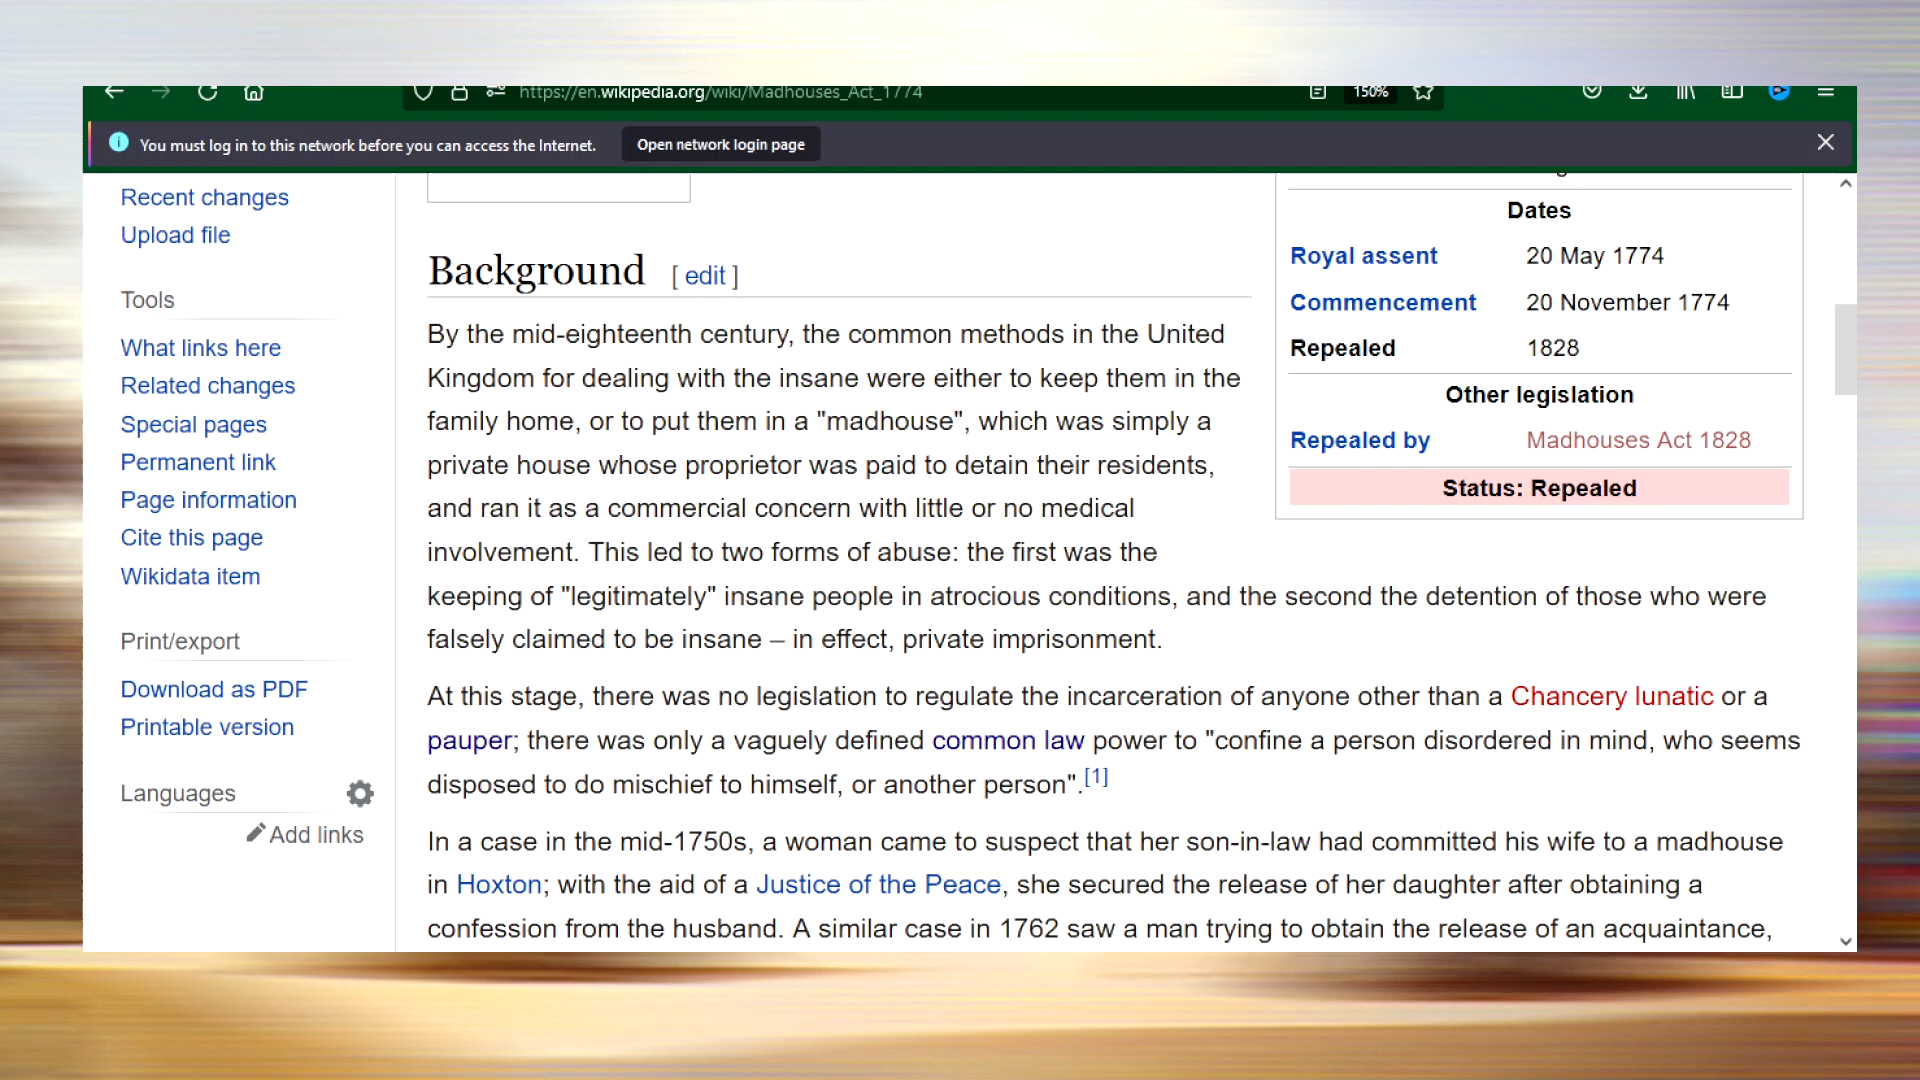 https://en.wikipedia.org/wiki/Madhouses_Act_1774
150%
You must log in to this network before you can access the Internet.
Open network login page
Recent changes
Upload file
Tools
What links here
Related changes
Special pages
Permanent link
Page information
Cite this page
Wikidata item
Print/export
Download as PDF
Printable version
Languages
Add links
Background [ edit ]
By the mid-eighteenth century, the common methods in the United
Kingdom for dealing with the insane were either to keep them in the
family home, or to put them in a "madhouse", which was simply a
private house whose proprietor was paid to detain their residents,
and ran it as a commercial concern with little or no medical
involvement. This led to two forms of abuse: the first was the
keeping of "legitimately" insane people in atrocious conditions, and the second the detention of those who were
falsely claimed to be insane – in effect, private imprisonment.
At this stage, there was no legislation to regulate the incarceration of anyone other than a Chancery lunatic or a
pauper; there was only a vaguely defined common law power to "confine a person disordered in mind, who seems
disposed to do mischief to himself, or another person".[1]
In a case in the mid-1750s, a woman came to suspect that her son-in-law had committed his wife to a madhouse
in Hoxton; with the aid of a Justice of the Peace, she secured the release of her daughter after obtaining a
confession from the husband. A similar case in 1762 saw a man trying to obtain the release of an acquaintance,
Dates
Royal assent 20 May 1774
Commencement 20 November 1774
Repealed 1828
Other legislation
Repealed by Madhouses Act 1828
Status: Repealed